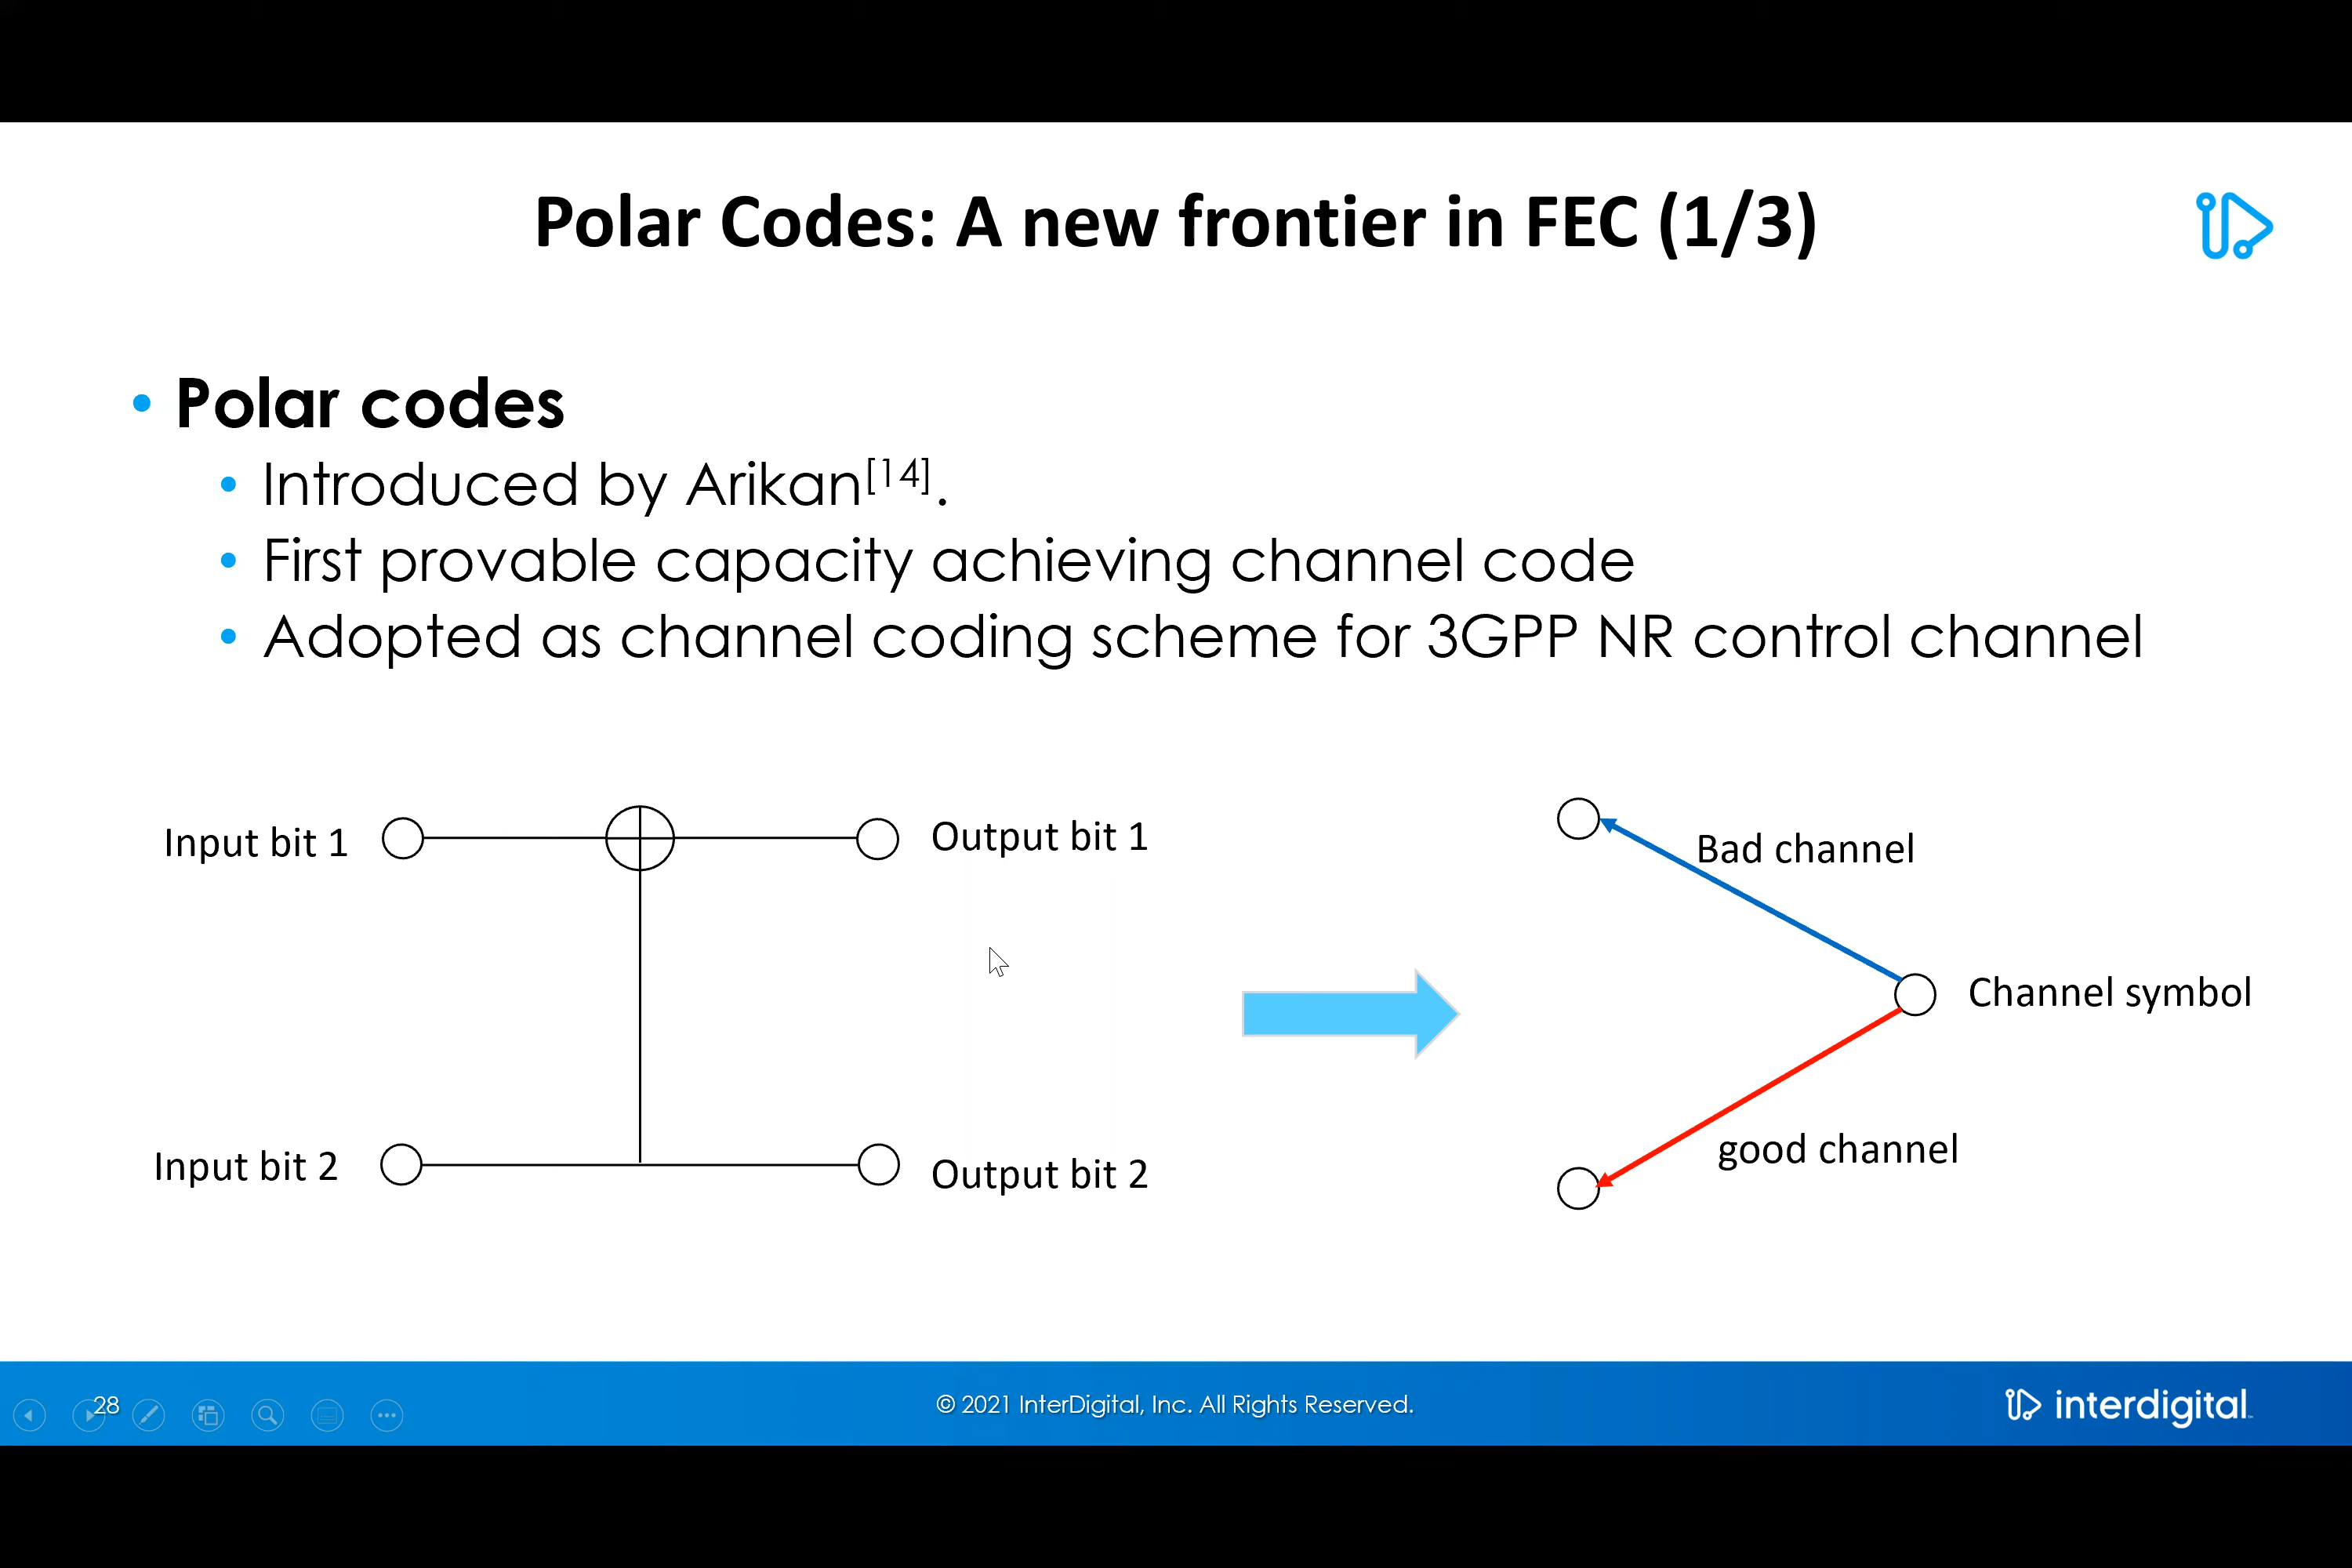 Polar Codes: A new frontier in FEC (1/3)
• Polar codes
• Introduced by Arikan[14].
• First provable capacity achieving channel code
• Adopted as channel coding scheme for 3GPP NR control channel
Input bit 1
Output bit 1
Input bit 2
Output bit 2
Bad channel
Channel symbol
good channel
28
© 2021 InterDigital, Inc. All Rights Reserved.
interdigital